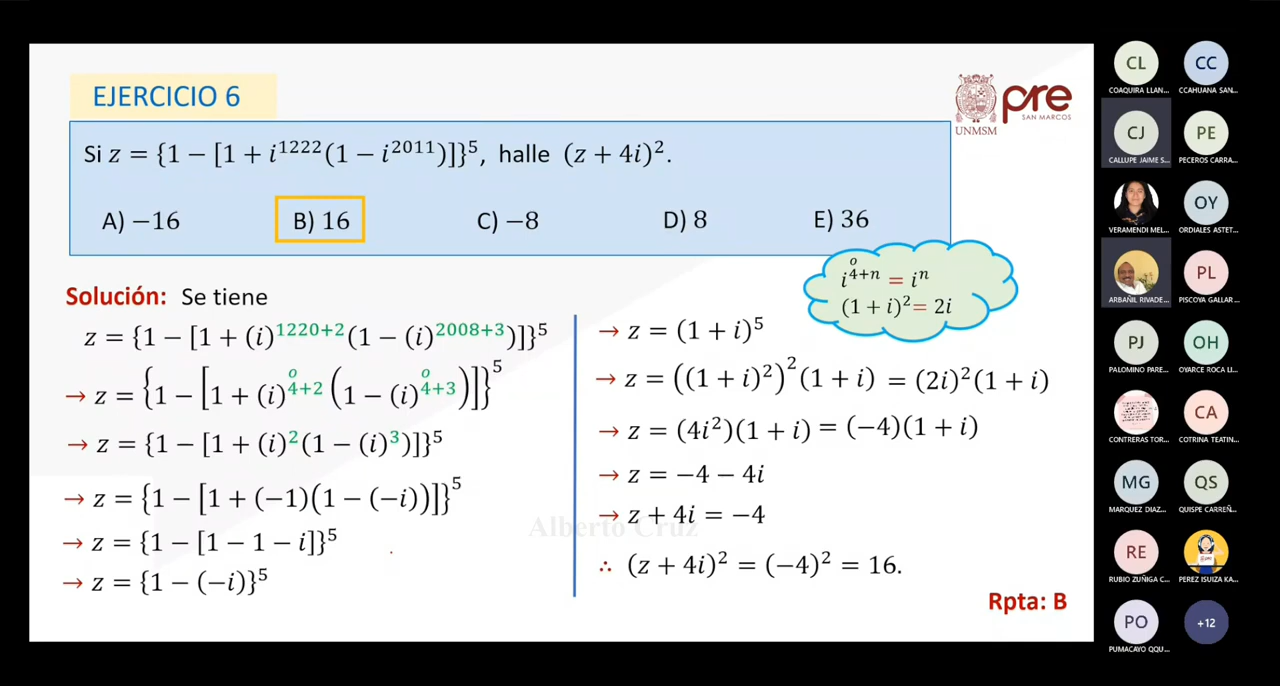 EJERCICIO 6
UNMSM
pre
SAN MARCOS
Si z = {1 − [1 + i^1222(1 − i^2011)]}^5, halle (z + 4i)^2.
A) −16 B) 16 C) −8 D) 8 E) 36
i^(4̊+n) = i^n
(1 + i)^2 = 2i
Solución: Se tiene
z = {1 − [1 + (i)^(1220+2)(1 − (i)^(2008+3))]}^5
→ z = {1 − [1 + (i)^(4̊+2)(1 − (i)^(4̊+3))]}^5
→ z = {1 − [1 + (i)^2(1 − (i)^3)]}^5
→ z = {1 − [1 + (−1)(1 − (−i))]}^5
→ z = {1 − [1 − 1 − i]}^5
→ z = {1 − (−i)}^5
→ z = (1 + i)^5
→ z = ((1 + i)^2)^2(1 + i) = (2i)^2(1 + i)
→ z = (4i^2)(1 + i) = (−4)(1 + i)
→ z = −4 − 4i
→ z + 4i = −4
∴ (z + 4i)^2 = (−4)^2 = 16.
Rpta: B
Alberto Cruz
CL CC
COAQUIRA LLAN... CCAHUANA SAN...
CJ PE
CALLUPE JAIME S... PECEROS CARRA...
OY
VERAMENDI MEL... ORDIALES ASTET...
PL
ARBAÑIL RIVADE... PISCOYA GALLAR...
PJ OH
PALOMINO PARE... OYARCE ROCA LI...
CA
CONTRERAS TOR... COTRINA TEATIN...
MG QS
MARQUEZ DIAZ... QUISPE CARREÑ...
RE
RUBIO ZUÑIGA C... PEREZ ISUIZA KA...
PO +12
PUMACAYO QQU...